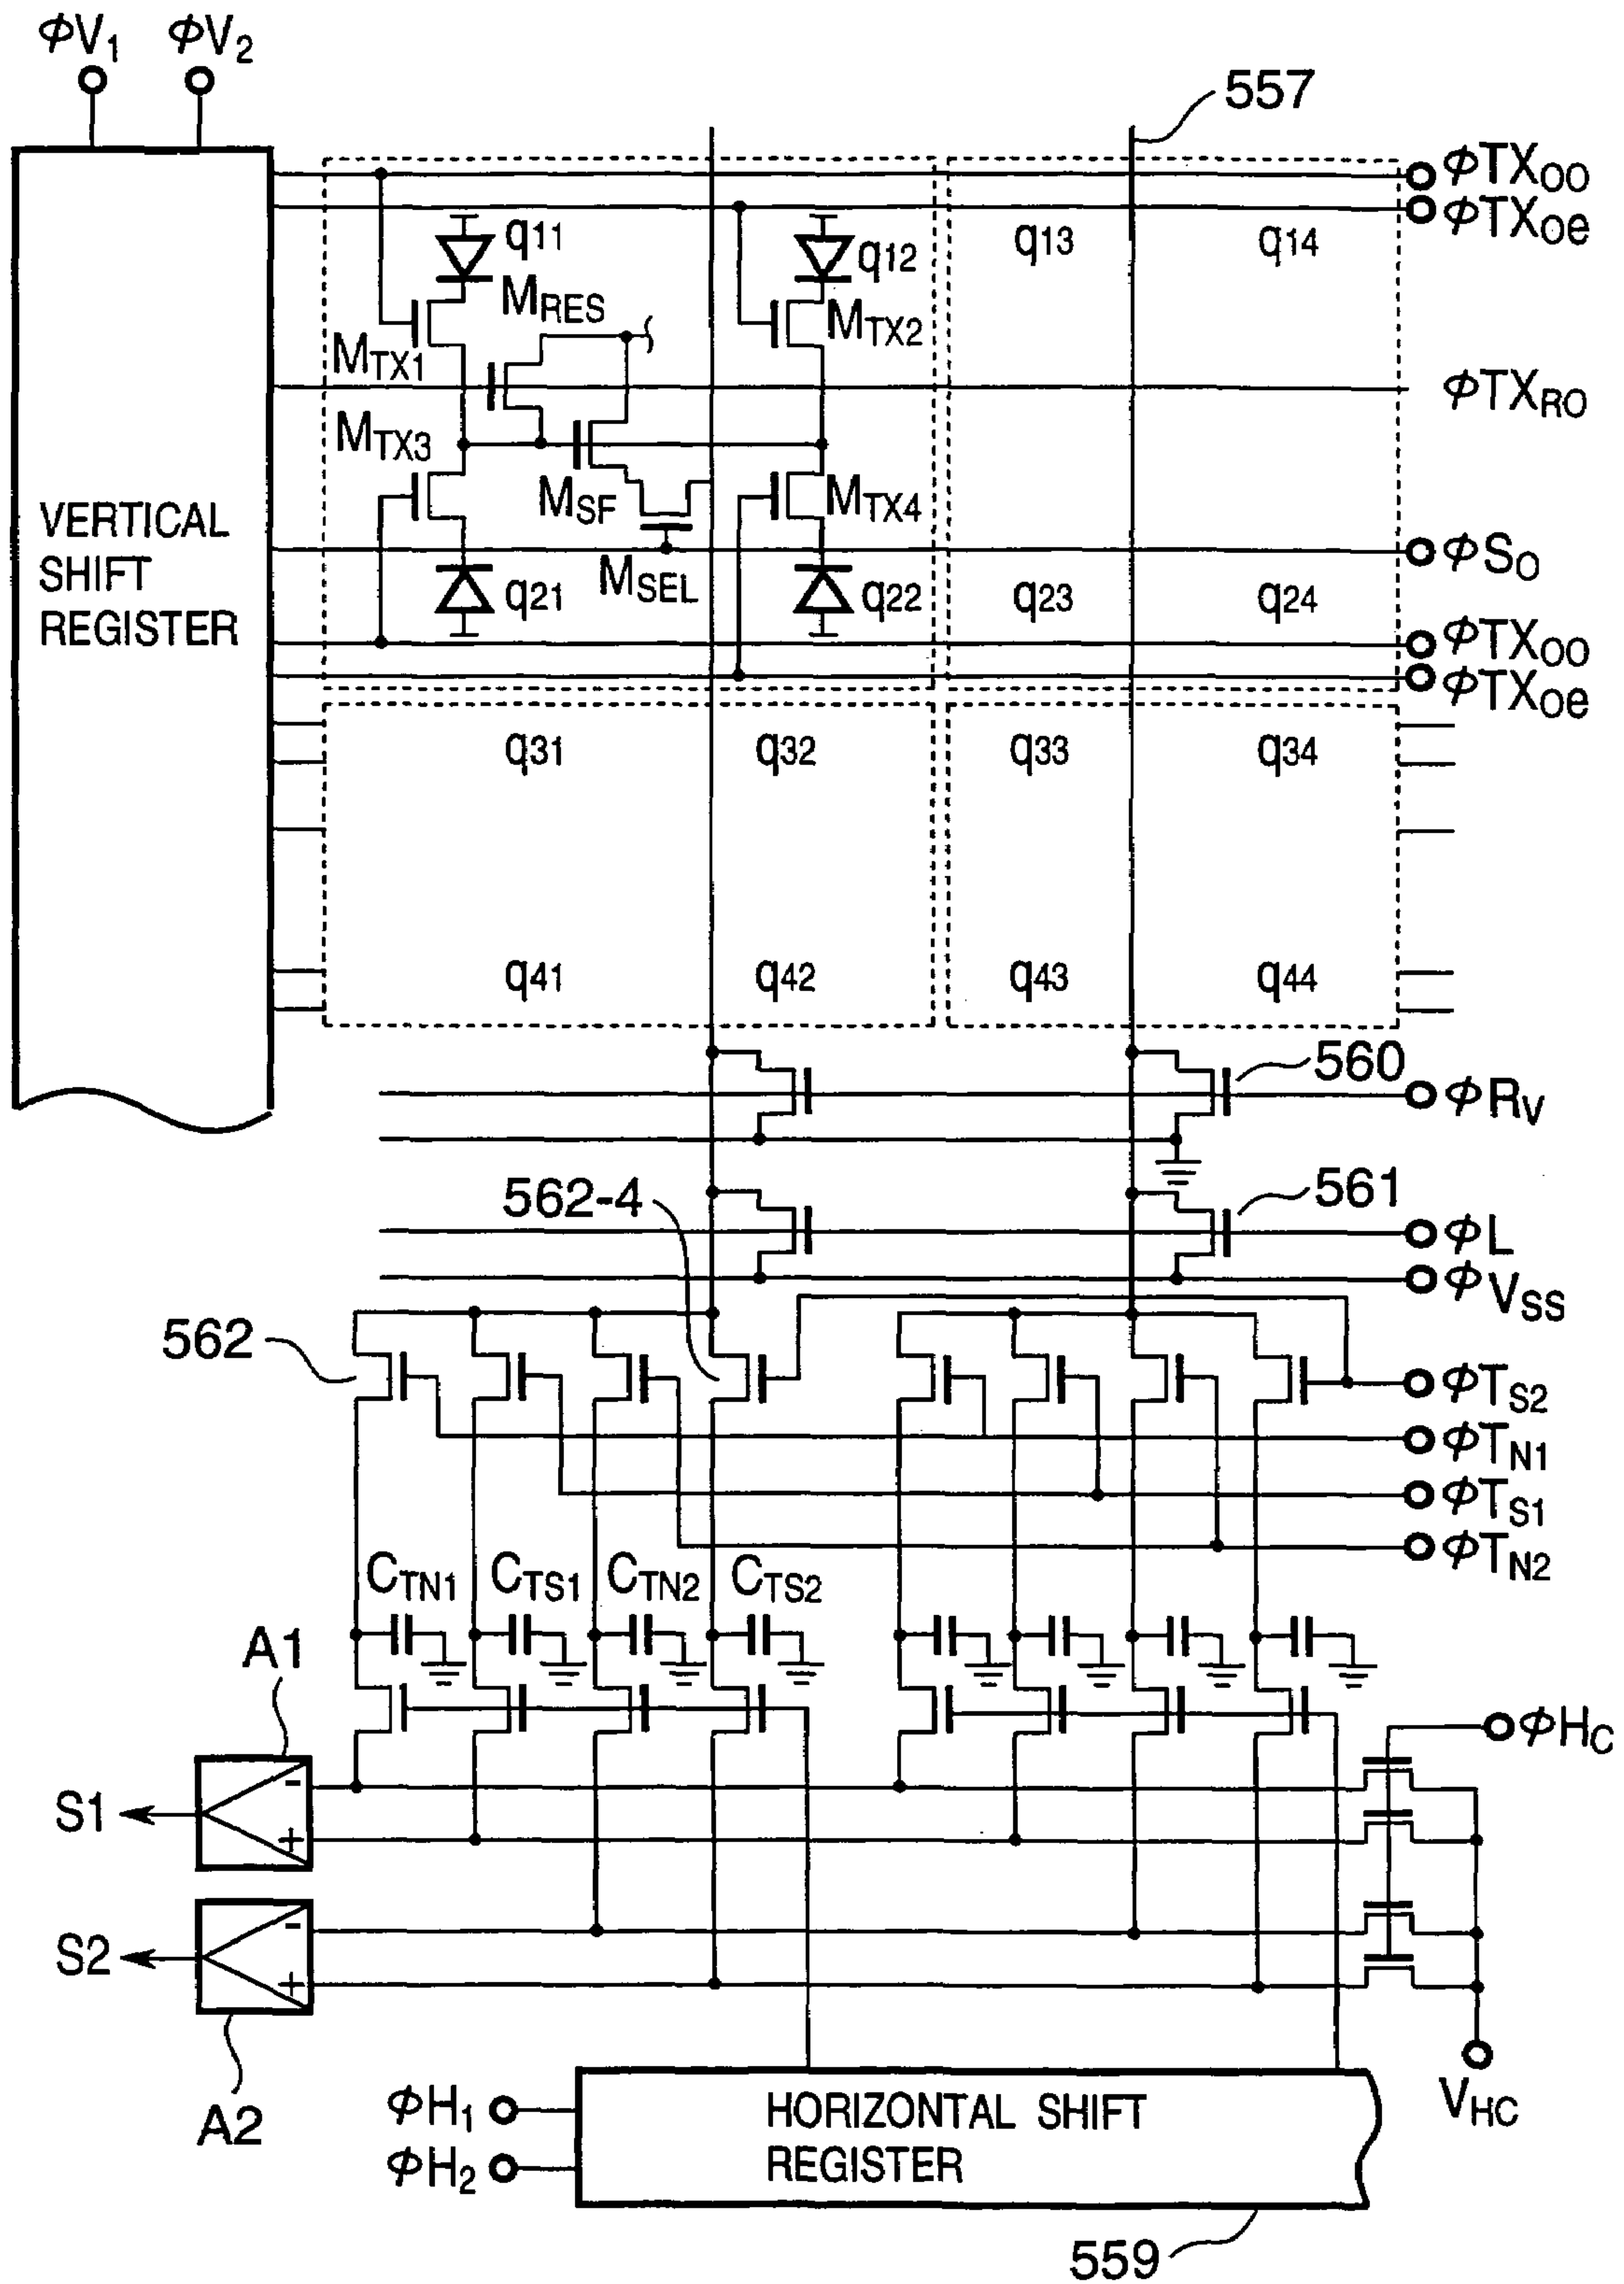 ϕV1 ϕV2
557
ϕTXOO
ϕTXOe
q11 q12 q13 q14
MRES
MTX1 MTX2
ϕTXRO
MTX3
MSF MTX4
VERTICAL
SHIFT
REGISTER
ϕSO
MSEL
q21 q22 q23 q24
ϕTXOO
ϕTXOe
q31 q32 q33 q34
q41 q42 q43 q44
560
ϕRV
562-4 561
ϕL
ϕVSS
562
ϕTS2
ϕTN1
ϕTS1
ϕTN2
CTN1 CTS1 CTN2 CTS2
A1
ϕHC
-
S1
+
-
S2
+
A2
VHC
ϕH1
ϕH2
HORIZONTAL SHIFT
REGISTER
559